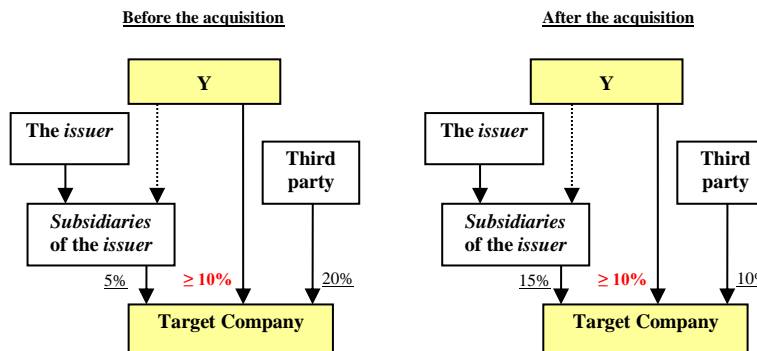 Before the acquisition
Y
The issuer
Third
party
Subsidiaries
of the issuer
5%
≥ 10%
20%
Target Company
After the acquisition
Y
The issuer
Third
party
Subsidiaries
of the issuer
15%
≥ 10%
10%
Target Company